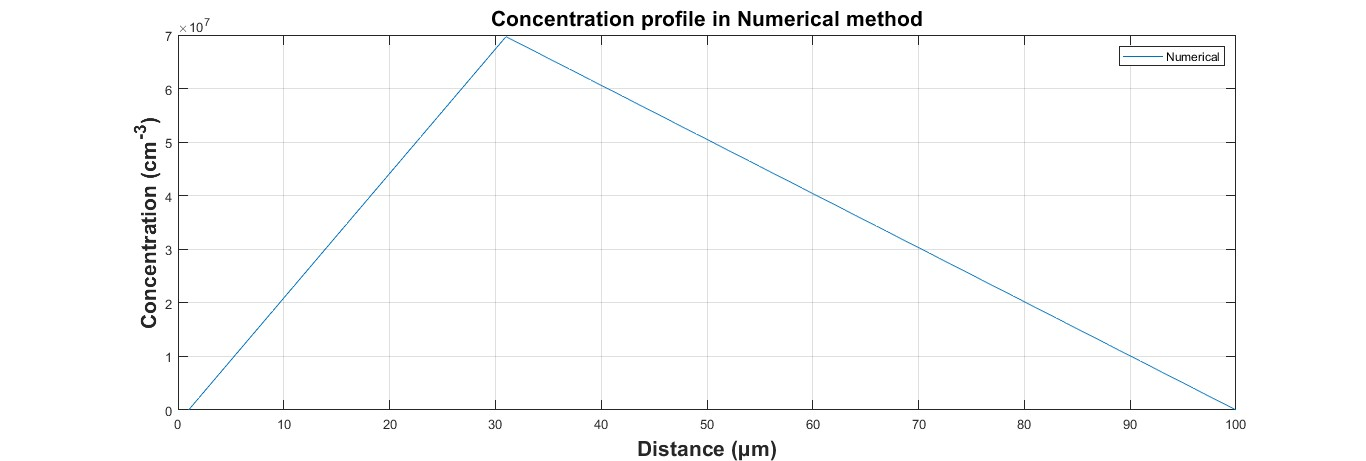 Concentration profile in Numerical method
×10⁷
Numerical
Concentration (cm⁻³)
7
6
5
4
3
2
1
0
0 10 20 30 40 50 60 70 80 90 100
Distance (µm)